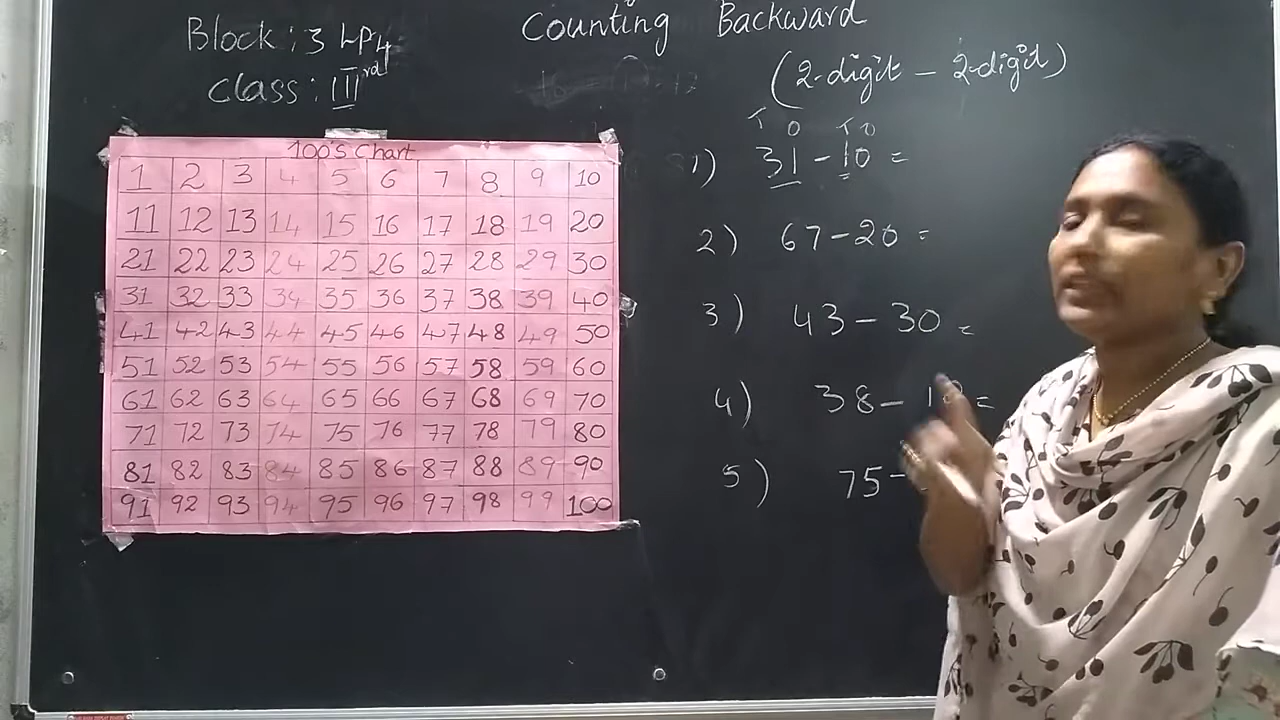 Block : 3 LP4
Class : IIIrd
Counting Backward
(2-digit - 2-digit)
100's Chart
1 2 3 4 5 6 7 8 9 10
11 12 13 14 15 16 17 18 19 20
21 22 23 24 25 26 27 28 29 30
31 32 33 34 35 36 37 38 39 40
41 42 43 44 45 46 47 48 49 50
51 52 53 54 55 56 57 58 59 60
61 62 63 64 65 66 67 68 69 70
71 72 73 74 75 76 77 78 79 80
81 82 83 84 85 86 87 88 89 90
91 92 93 94 95 96 97 98 99 100
T O T O
1) 31 - 10 =
2) 67 - 20 =
3) 43 - 30 =
4) 38 - =
5) 75 -